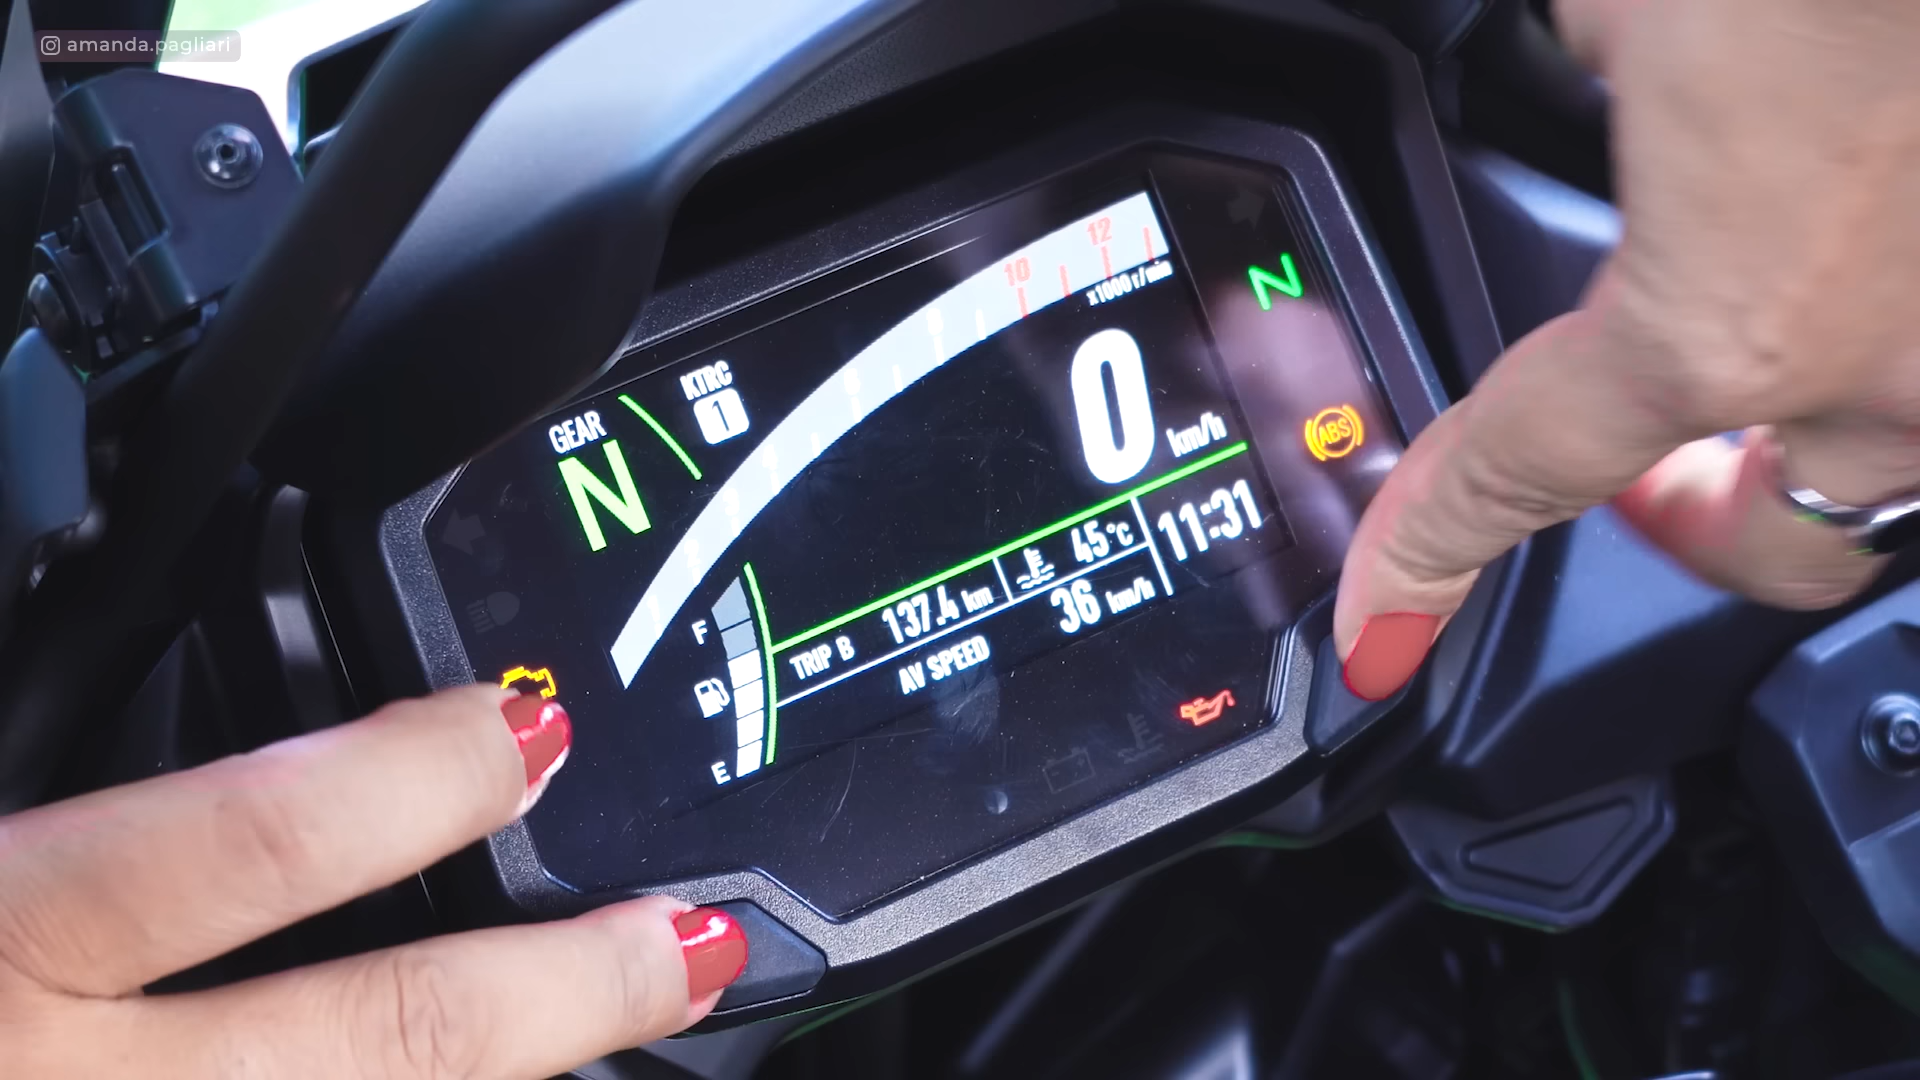 amanda.pagliari
12
10
x1000 r/min
N
KTRC
1
GEAR
N
0
km/h
ABS
11:31
45°C
TRIP B 137.4 km
AV SPEED 36 km/h
F
E